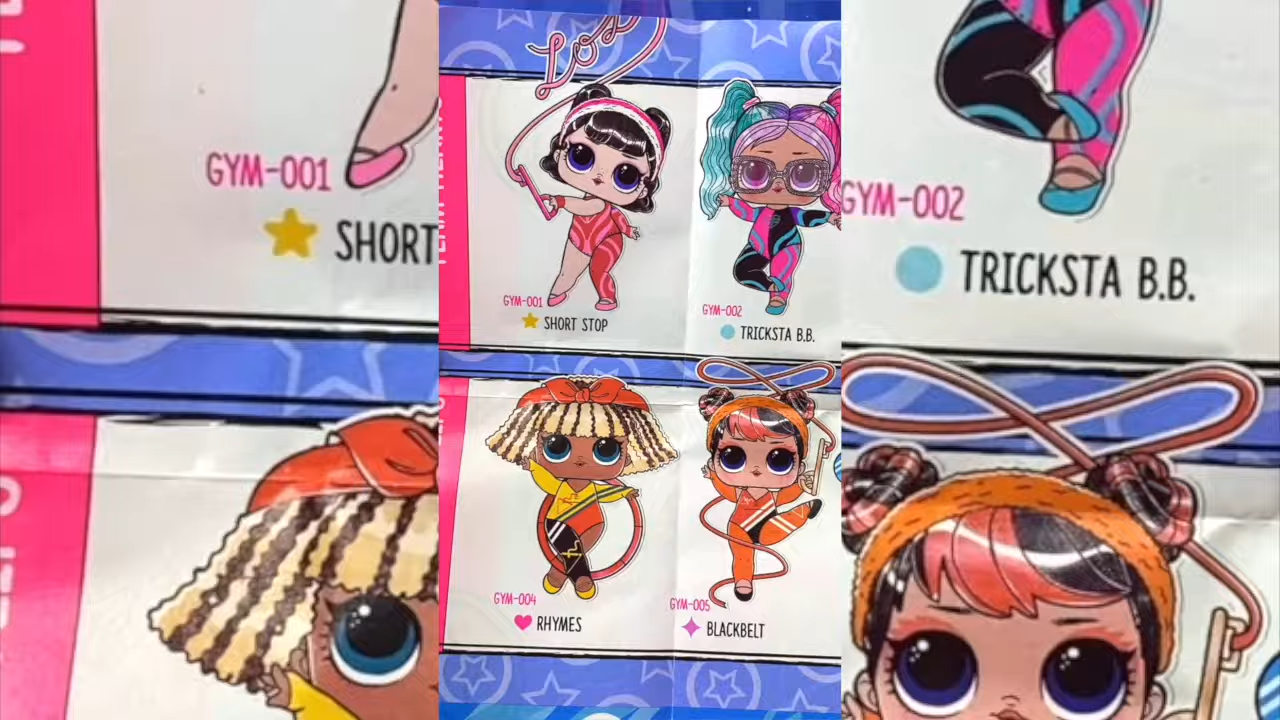 GYM-001
SHORT
LOS
GYM-001
SHORT STOP
GYM-002
TRICKSTA B.B.
GYM-004
RHYMES
GYM-005
BLACKBELT
GYM-002
TRICKSTA B.B.